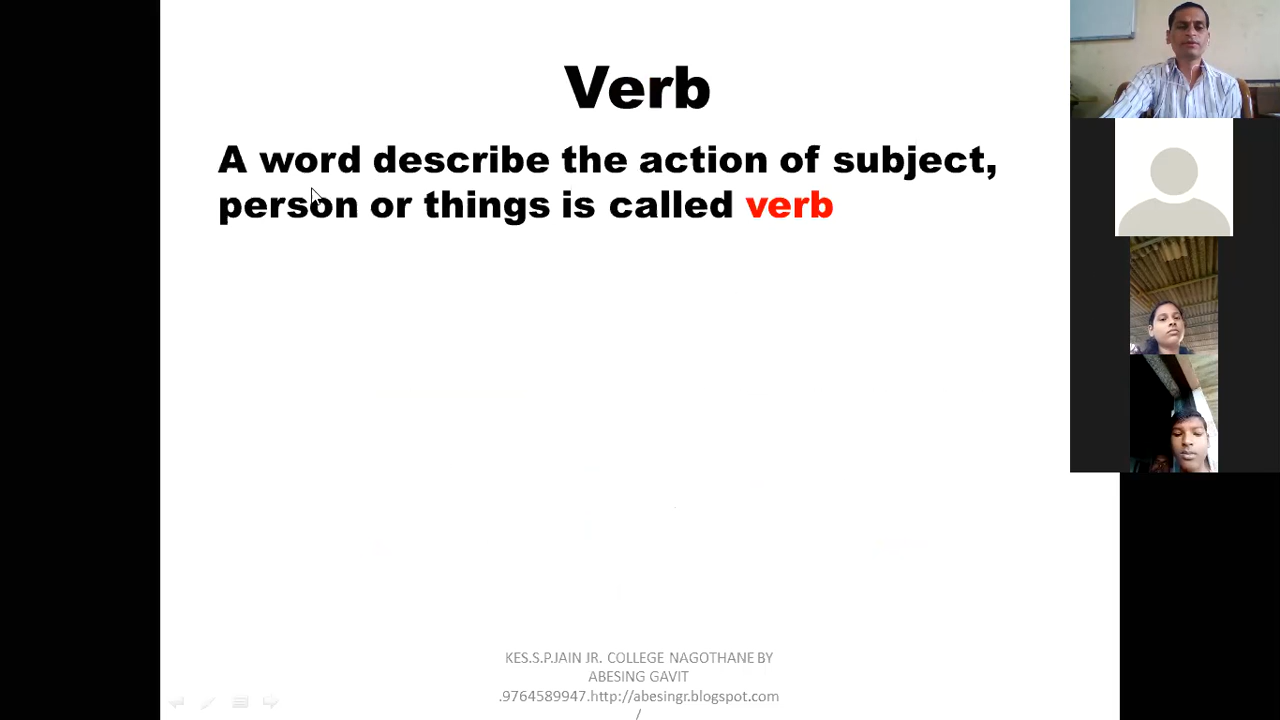 Verb
A word describe the action of subject,
person or things is called verb
KES.S.P.JAIN JR. COLLEGE NAGOTHANE BY
ABESING GAVIT
.9764589947.http://abesingr.blogspot.com
/